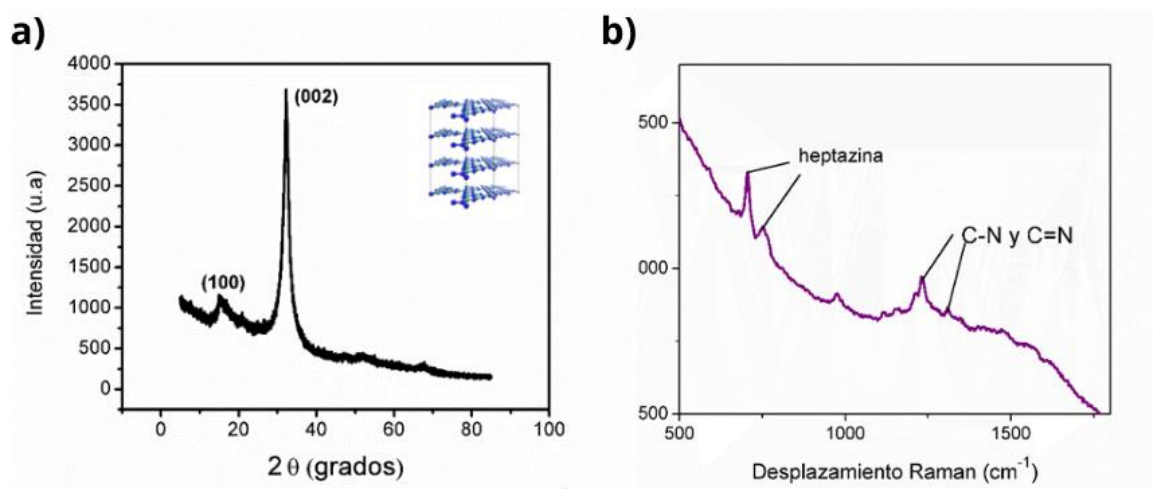 a)
4000
3500
3000
2500
2000
1500
1000
500
0
Intensidad (u.a)
(002)
(100)
0 20 40 60 80 100
2 θ (grados)
b)
500
000
500
heptazina
C-N y C=N
500 1000 1500
Desplazamiento Raman (cm⁻¹)